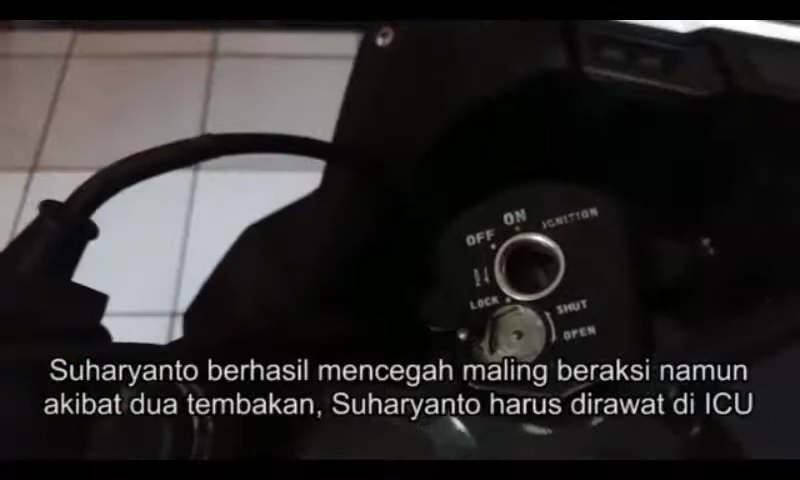 ON
IGNITION
OFF
LOCK
SHUT
OPEN
Suharyanto berhasil mencegah maling beraksi namun
akibat dua tembakan, Suharyanto harus dirawat di ICU